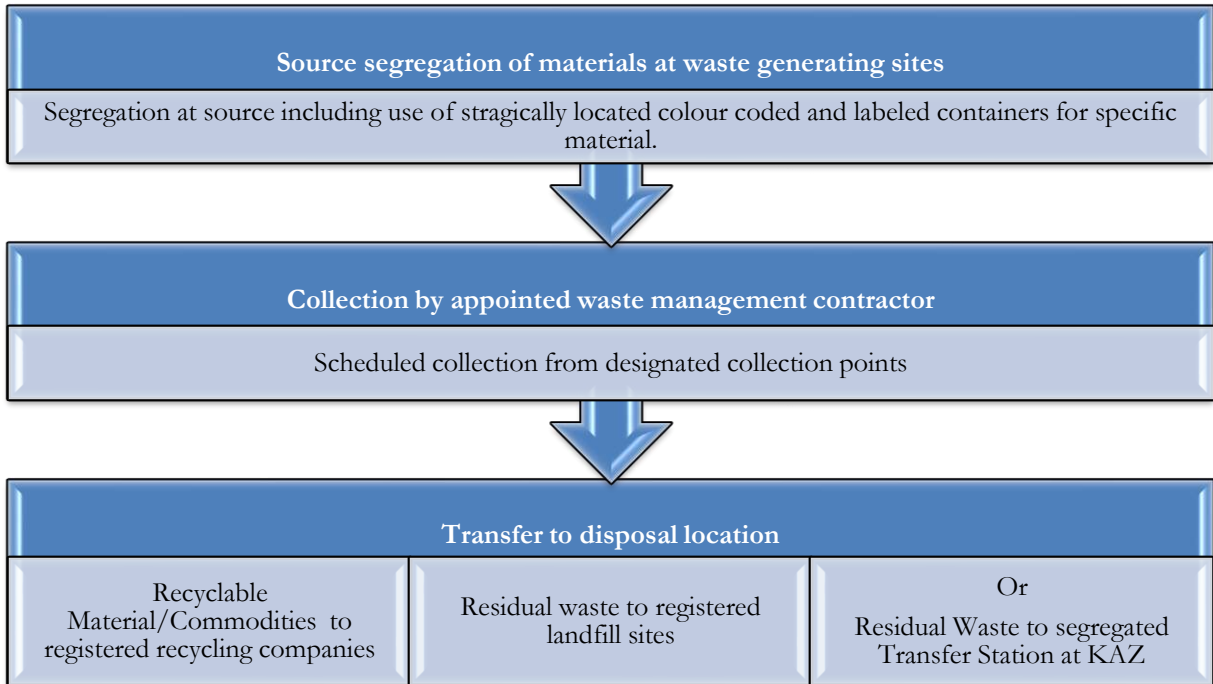 Source segregation of materials at waste generating sites
Segregation at source including use of stragically located colour coded and labeled containers for specific
material.
Collection by appointed waste management contractor
Scheduled collection from designated collection points
Transfer to disposal location
Recyclable
Material/Commodities to
registered recycling companies
Residual waste to registered
landfill sites
Or
Residual Waste to segregated
Transfer Station at KAZ